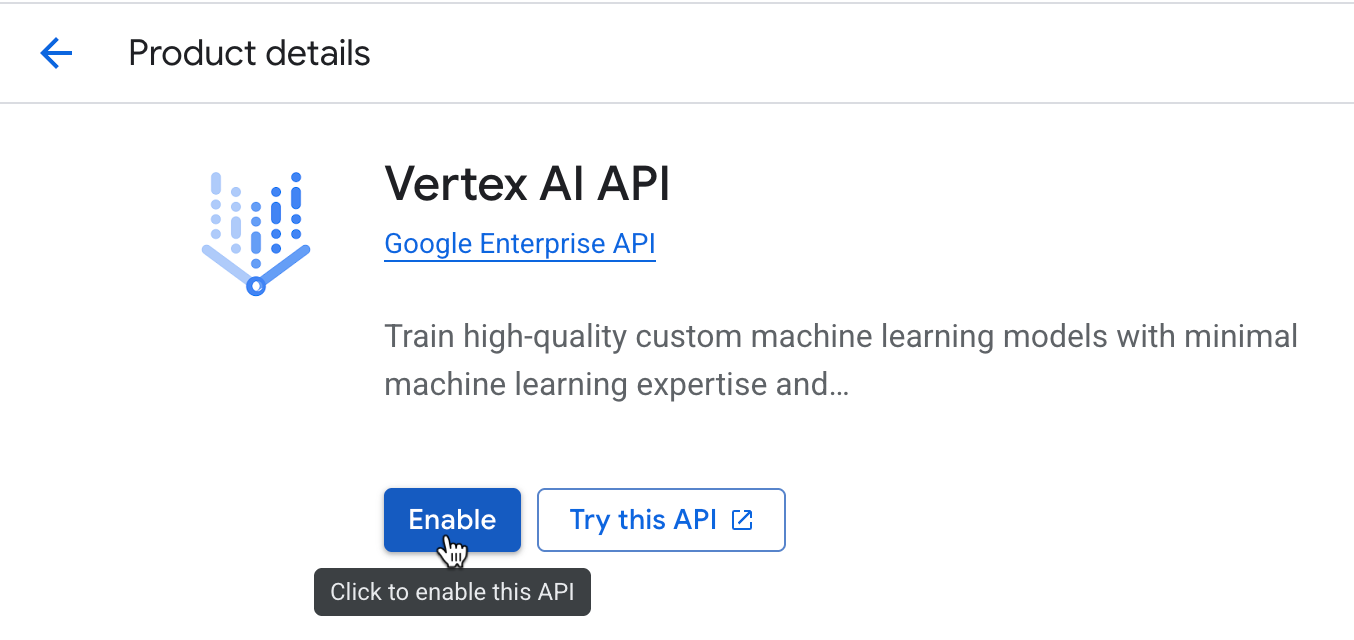 Product details
Vertex AI API
Google Enterprise API
Train high-quality custom machine learning models with minimal
machine learning expertise and…
Enable
Try this API
Click to enable this API